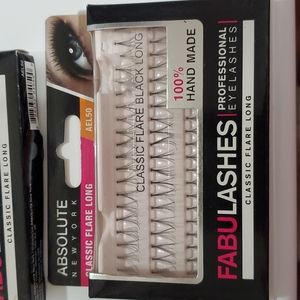 ABSOLUTE
NEW YORK
AEL50
CLASSIC FLARE LONG
CLASSIC FLARE BLACK LONG
100%
HAND MADE
FABULASHES
PROFESSIONAL
EYELASHES
CLASSIC FLARE LONG
CLASSIC FLARE LONG